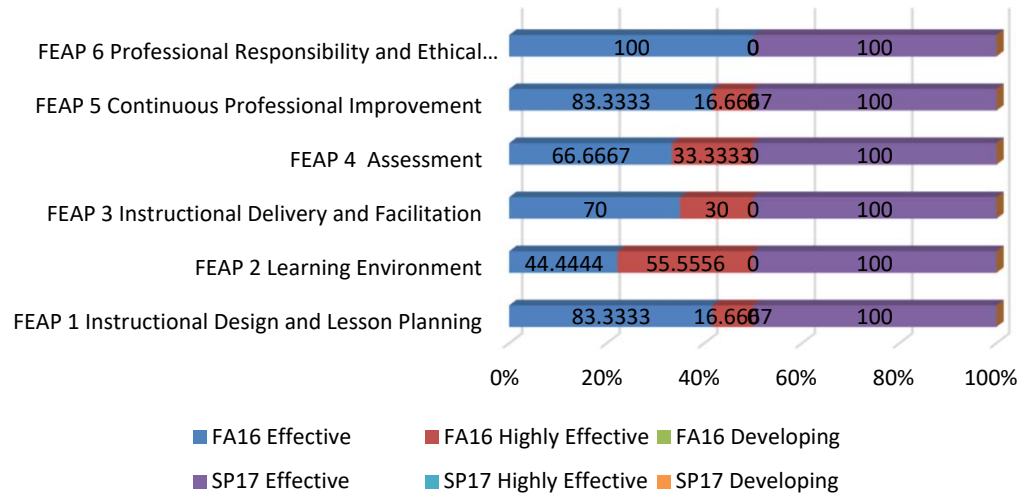 FEAP 6 Professional Responsibility and Ethical... 100 0 100
FEAP 5 Continuous Professional Improvement 83.3333 16.6667 0 100
FEAP 4  Assessment 66.6667 33.3333 0 100
FEAP 3 Instructional Delivery and Facilitation 70 30 0 100
FEAP 2 Learning Environment 44.4444 55.5556 0 100
FEAP 1 Instructional Design and Lesson Planning 83.3333 16.6667 0 100
0% 20% 40% 60% 80% 100%
FA16 Effective FA16 Highly Effective FA16 Developing
SP17 Effective SP17 Highly Effective SP17 Developing